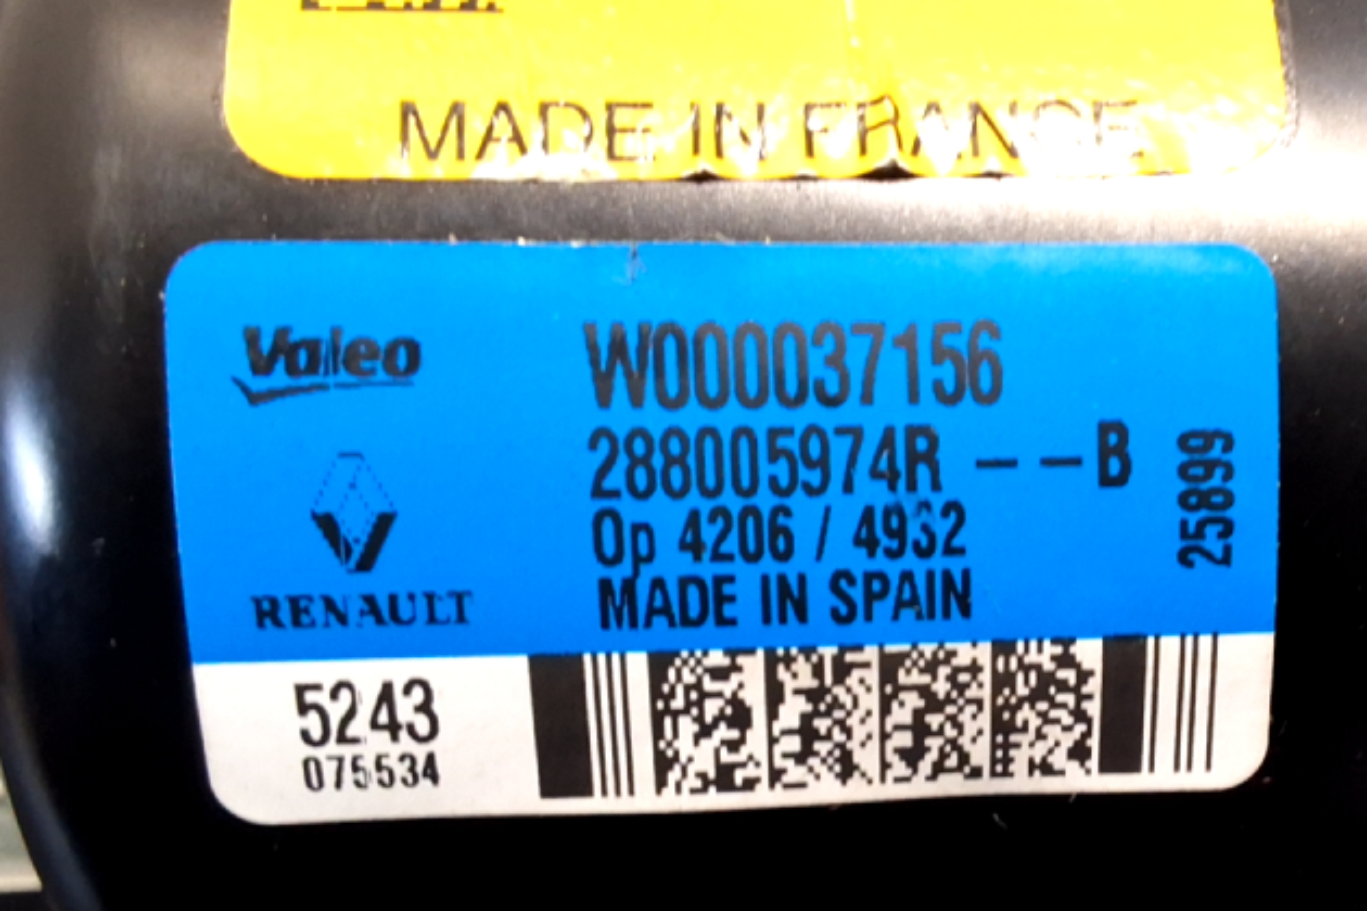 MADE IN FRANCE
Valeo
W000037156
288005974R -- B
Op 4206 / 4932
MADE IN SPAIN
25899
RENAULT
5243
075534